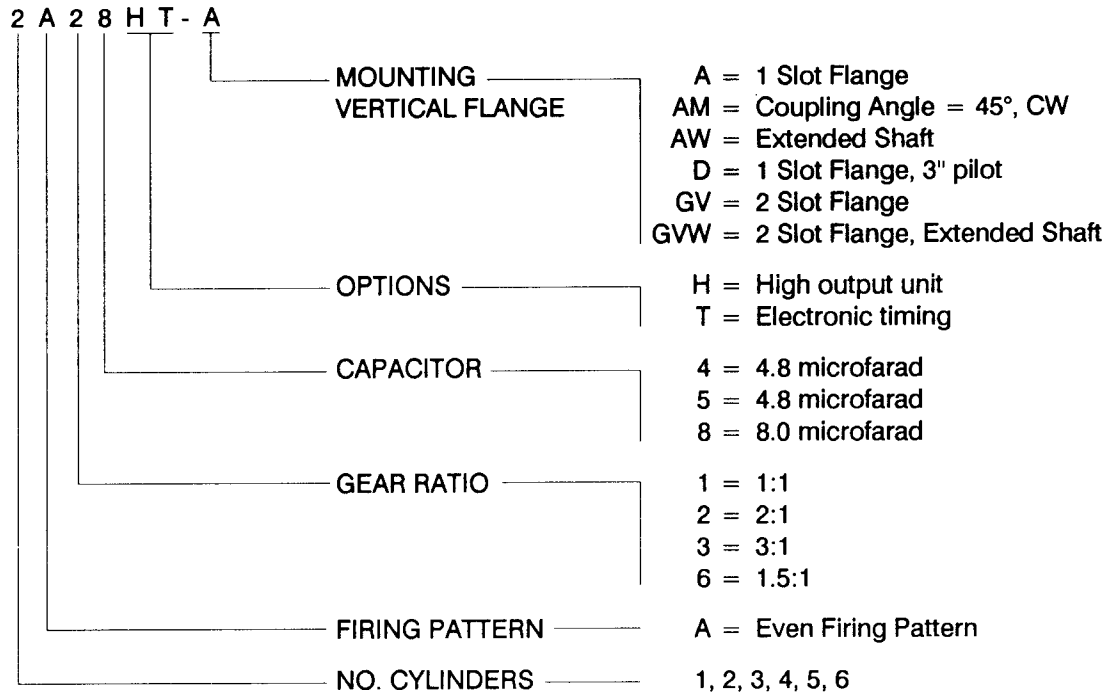 2 A 2 8 H T - A
MOUNTING
VERTICAL FLANGE
A = 1 Slot Flange
AM = Coupling Angle = 45°, CW
AW = Extended Shaft
D = 1 Slot Flange, 3" pilot
GV = 2 Slot Flange
GVW = 2 Slot Flange, Extended Shaft
OPTIONS
H = High output unit
T = Electronic timing
CAPACITOR
4 = 4.8 microfarad
5 = 4.8 microfarad
8 = 8.0 microfarad
GEAR RATIO
1 = 1:1
2 = 2:1
3 = 3:1
6 = 1.5:1
FIRING PATTERN
A = Even Firing Pattern
NO. CYLINDERS
1, 2, 3, 4, 5, 6